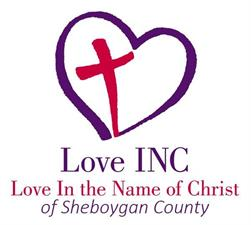 Love INC
Love In the Name of Christ
of Sheboygan County